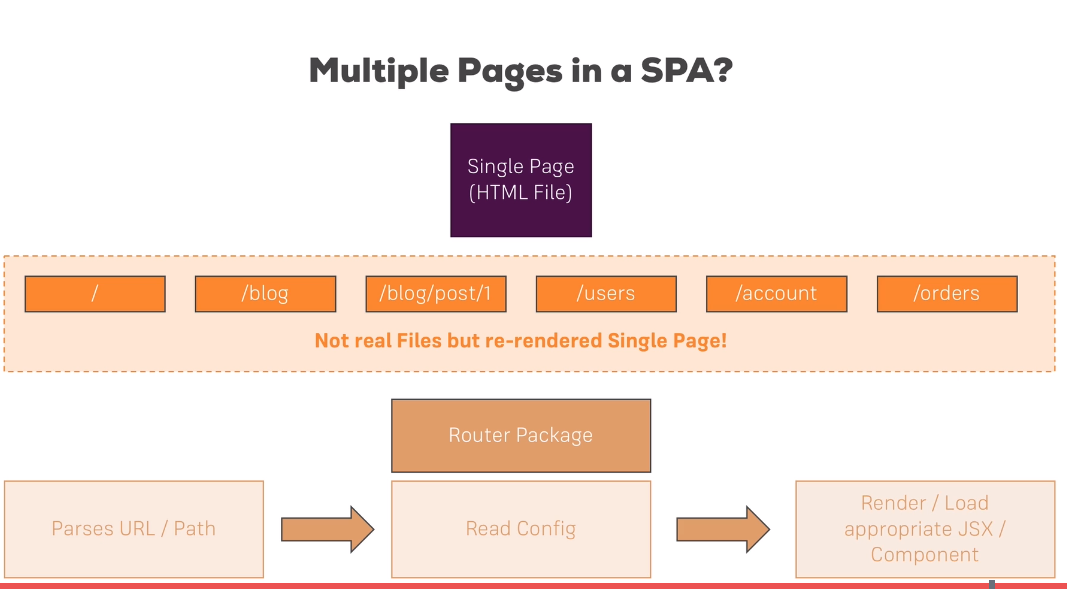 Multiple Pages in a SPA?
Single Page
(HTML File)
/
/blog
/blog/post/1
/users
/account
/orders
Not real Files but re-rendered Single Page!
Router Package
Parses URL / Path
Read Config
Render / Load
appropriate JSX /
Component